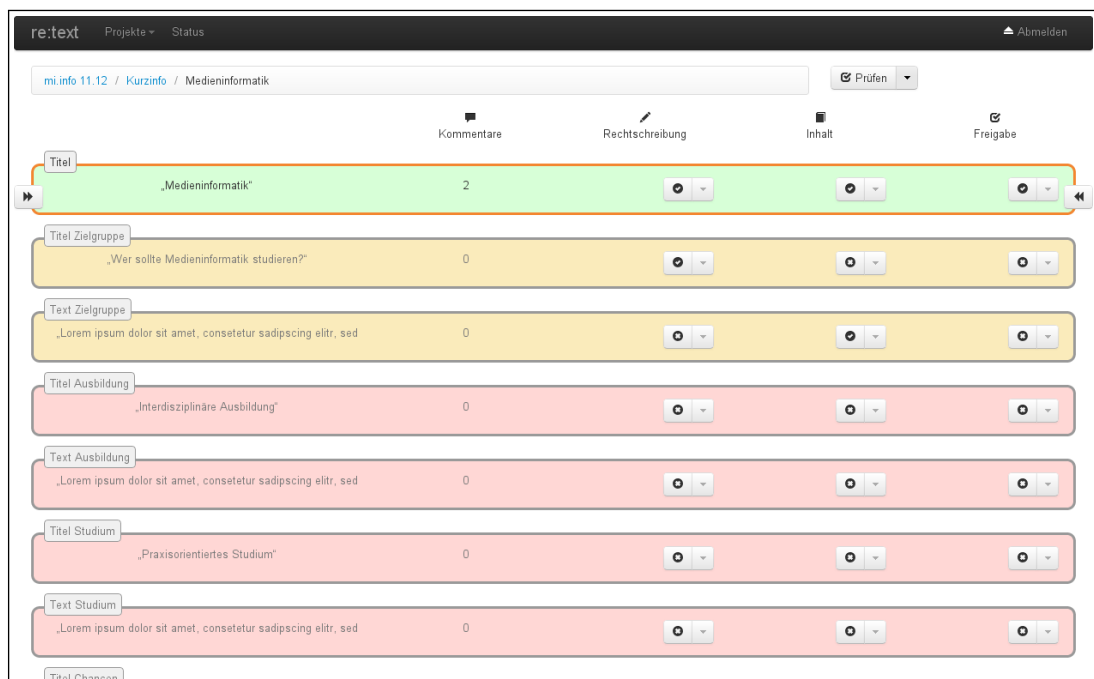 re:text Projekte Status Abmelden
mi.info 11.12 / Kurzinfo / Medieninformatik Prüfen
Kommentare Rechtschreibung Inhalt Freigabe
Titel
„Medieninformatik“ 2
Titel Zielgruppe
„Wer sollte Medieninformatik studieren?“ 0
Text Zielgruppe
„Lorem ipsum dolor sit amet, consetetur sadipscing elitr, sed 0
Titel Ausbildung
„Interdisziplinäre Ausbildung“ 0
Text Ausbildung
„Lorem ipsum dolor sit amet, consetetur sadipscing elitr, sed 0
Titel Studium
„Praxisorientiertes Studium“ 0
Text Studium
„Lorem ipsum dolor sit amet, consetetur sadipscing elitr, sed 0
Titel Chancen